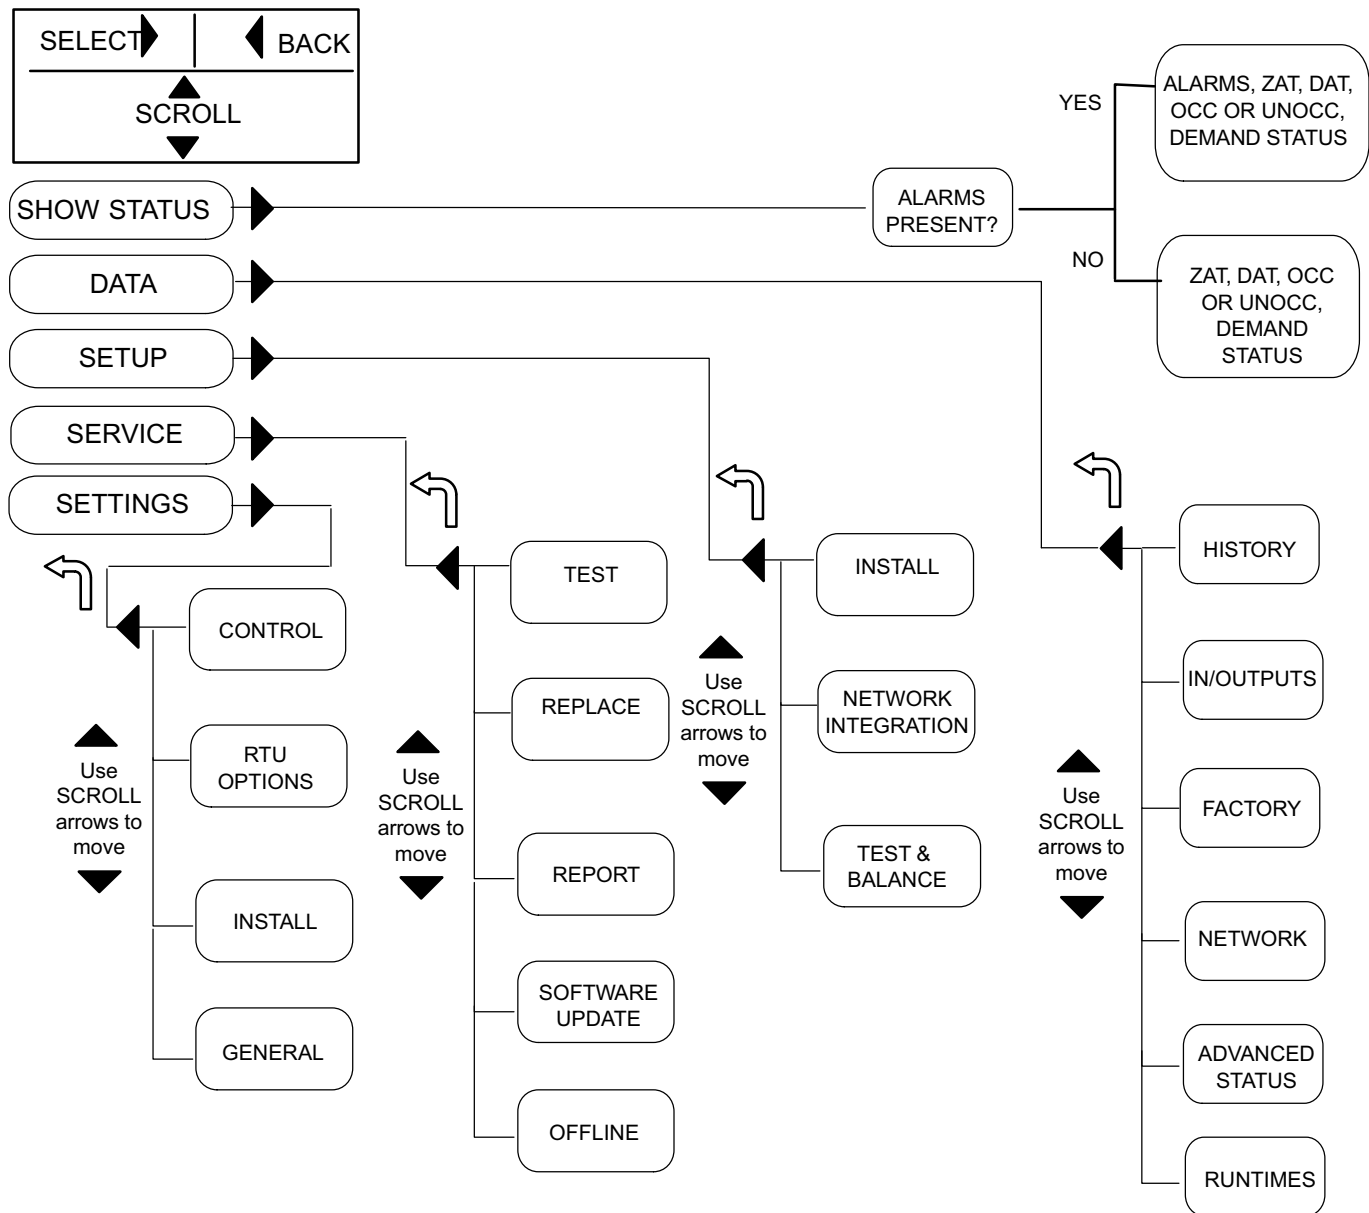 SELECT
BACK
SCROLL
SHOW STATUS
ALARMS
PRESENT?
YES
ALARMS, ZAT, DAT,
OCC OR UNOCC,
DEMAND STATUS
NO
ZAT, DAT, OCC
OR UNOCC,
DEMAND
STATUS
DATA
SETUP
SERVICE
SETTINGS
CONTROL
RTU
OPTIONS
INSTALL
GENERAL
Use
SCROLL
arrows to
move
TEST
REPLACE
REPORT
SOFTWARE
UPDATE
OFFLINE
Use
SCROLL
arrows to
move
INSTALL
NETWORK
INTEGRATION
TEST &
BALANCE
Use
SCROLL
arrows to
move
HISTORY
IN/OUTPUTS
FACTORY
NETWORK
ADVANCED
STATUS
RUNTIMES
Use
SCROLL
arrows to
move